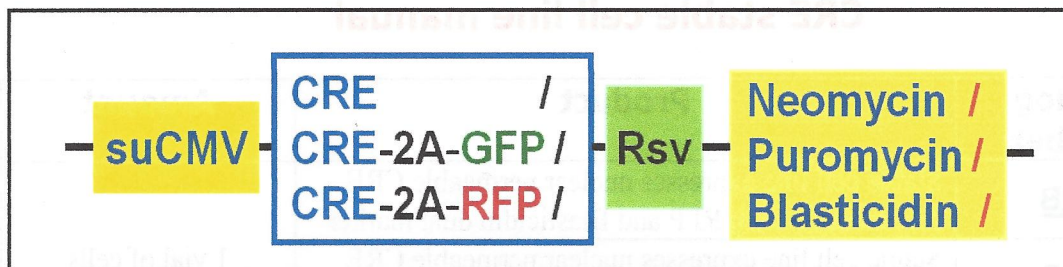 CRE /
suCMV CRE-2A-GFP / Rsv
CRE-2A-RFP /
Neomycin /
Puromycin /
Blasticidin /